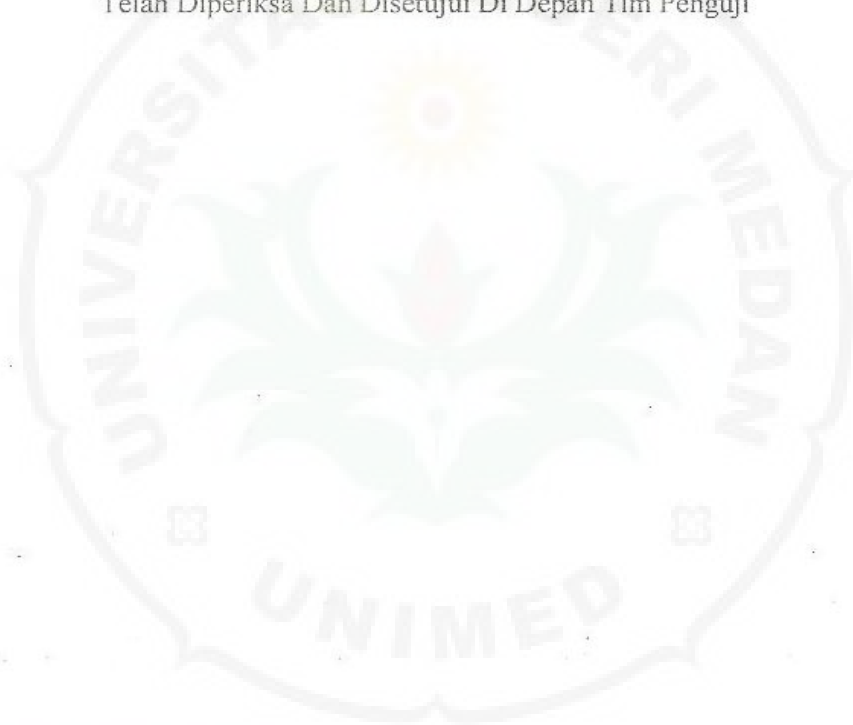 Telah Diperiksa Dan Disetujui Di Depan Tim Penguji
UNIVERSITAS NEGERI MEDAN
UNIMED